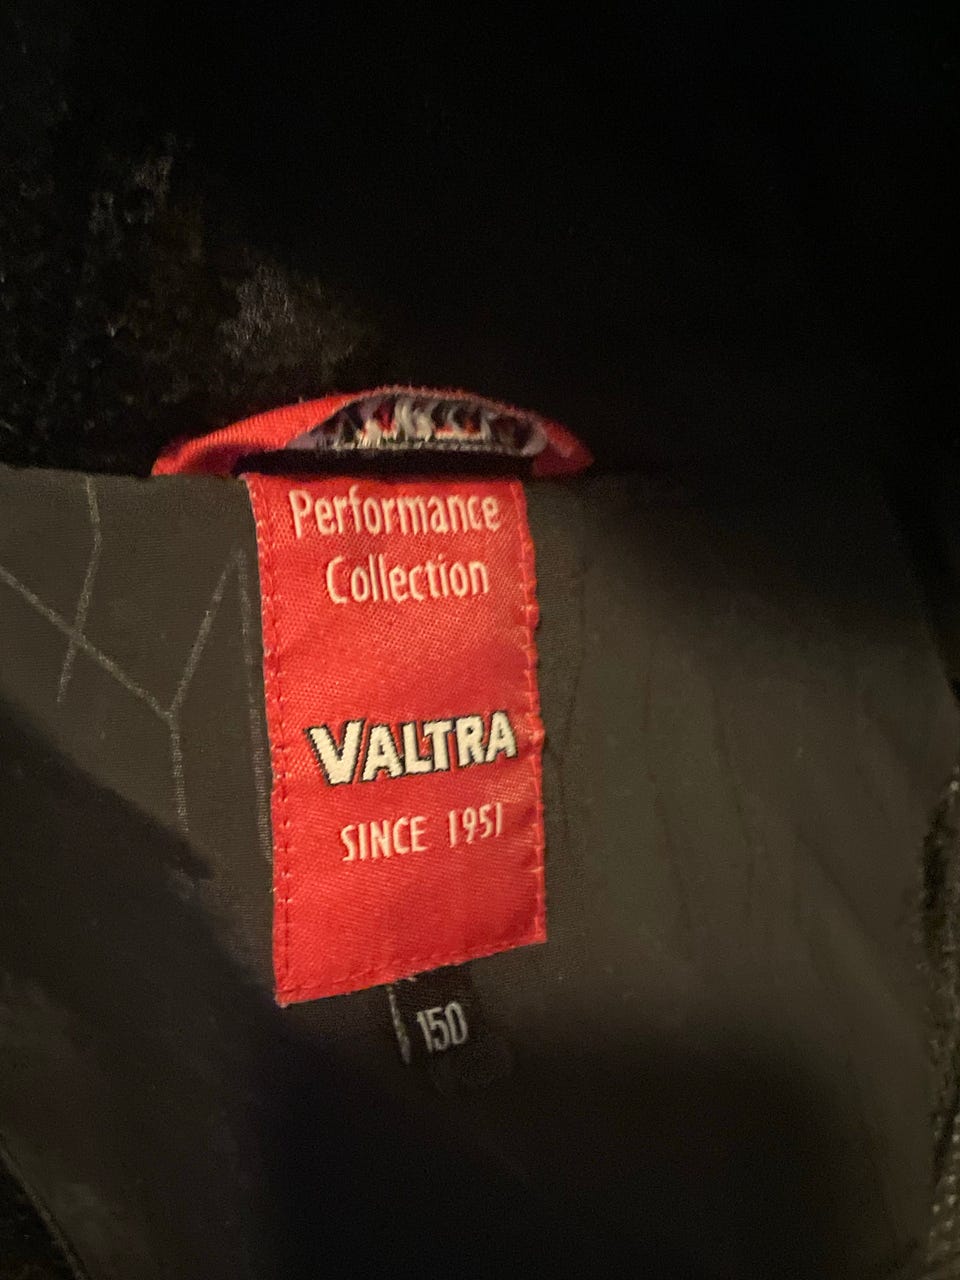 Performance
Collection
VALTRA
SINCE 1951
150